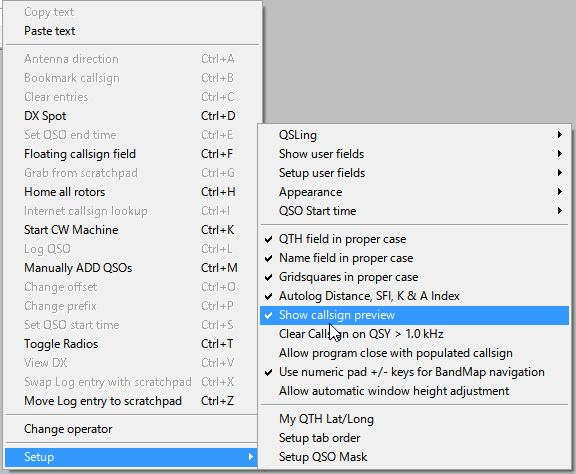 Copy text
Paste text
Antenna direction Ctrl+A
Bookmark callsign Ctrl+B
Clear entries Ctrl+C
DX Spot Ctrl+D
Set QSO end time Ctrl+E
Floating callsign field Ctrl+F
Grab from scratchpad Ctrl+G
Home all rotors Ctrl+H
Internet callsign lookup Ctrl+I
Start CW Machine Ctrl+K
Log QSO Ctrl+L
Manually ADD QSOs Ctrl+M
Change offset Ctrl+O
Change prefix Ctrl+P
Set QSO start time Ctrl+S
Toggle Radios Ctrl+T
View DX Ctrl+V
Swap Log entry with scratchpad Ctrl+X
Move Log entry to scratchpad Ctrl+Z
Change operator
Setup
QSLing
Show user fields
Setup user fields
Appearance
QSO Start time
QTH field in proper case
Name field in proper case
Gridsquares in proper case
Autolog Distance, SFI, K & A Index
Show callsign preview
Clear Callsign on QSY > 1.0 kHz
Allow program close with populated callsign
Use numeric pad +/- keys for BandMap navigation
Allow automatic window height adjustment
My QTH Lat/Long
Setup tab order
Setup QSO Mask